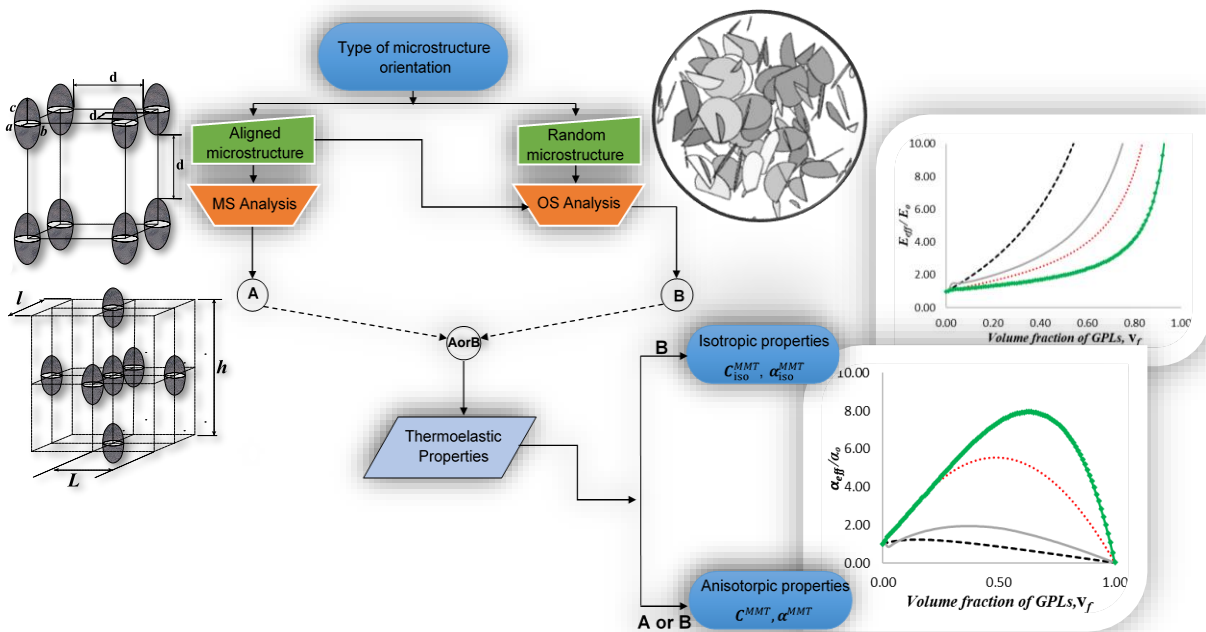 Type of microstructure
orientation
Aligned
microstructure
Random
microstructure
MS Analysis
OS Analysis
A
B
AorB
Thermoelastic
Properties
B
Isotropic properties
C_iso^MMT, α_iso^MMT
A or B
Anisotorpic properties
C^MMT, α^MMT
d
c
a
b
d
d
l
h
L
E_eff/E_o
10.00
8.00
6.00
4.00
2.00
0.00
0.00 0.20 0.40 0.60 0.80 1.00
Volume fraction of GPLs, v_f
α_eff/α_o
10.00
8.00
6.00
4.00
2.00
0.00
0.00 0.50 1.00
Volume fraction of GPLs,v_f